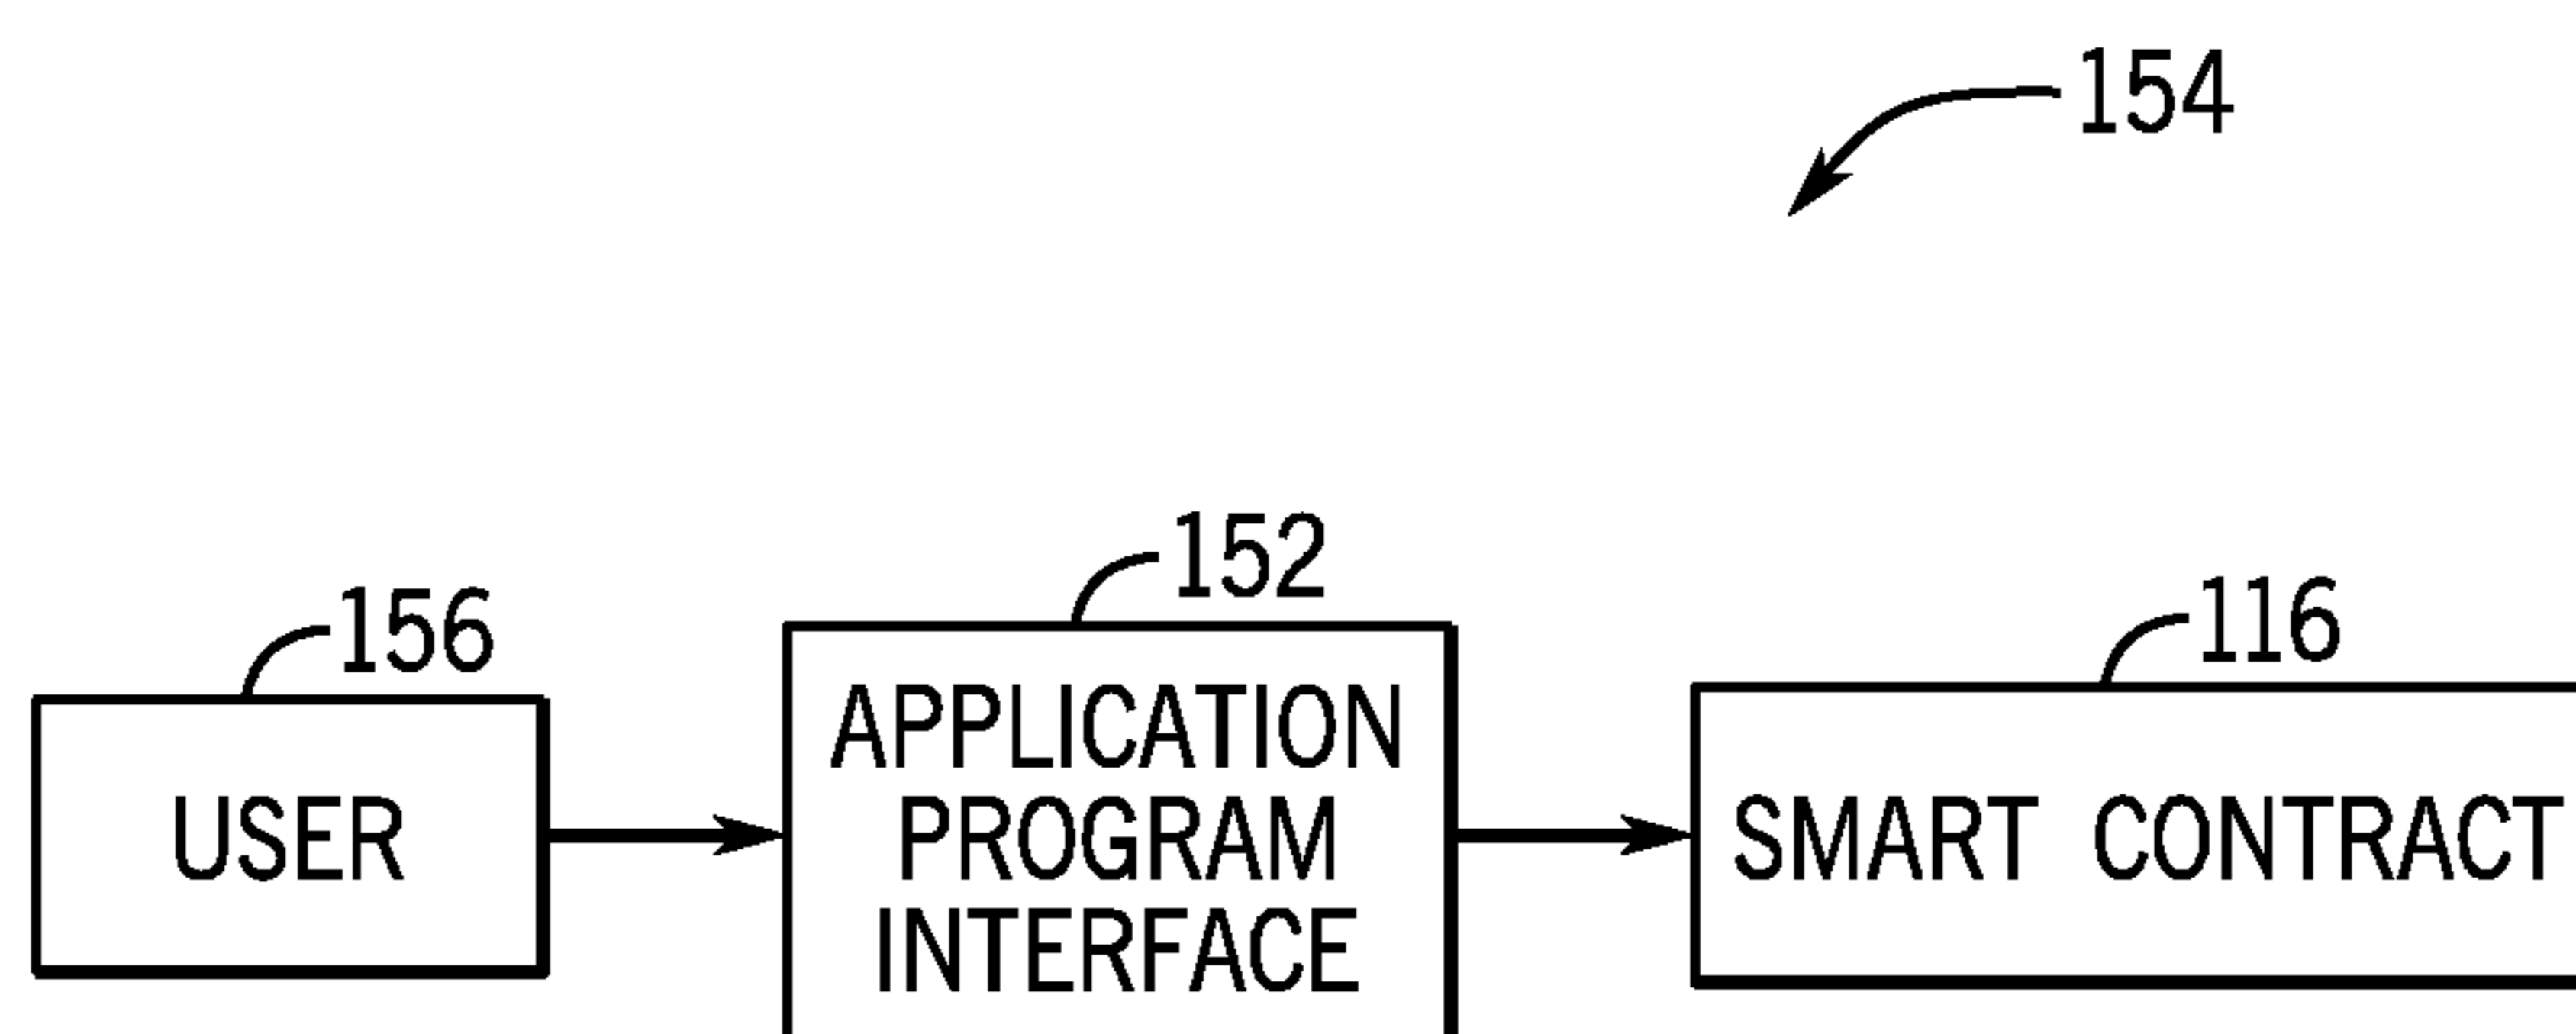 154
152
156
116
APPLICATION
PROGRAM
INTERFACE
USER
SMART CONTRACT